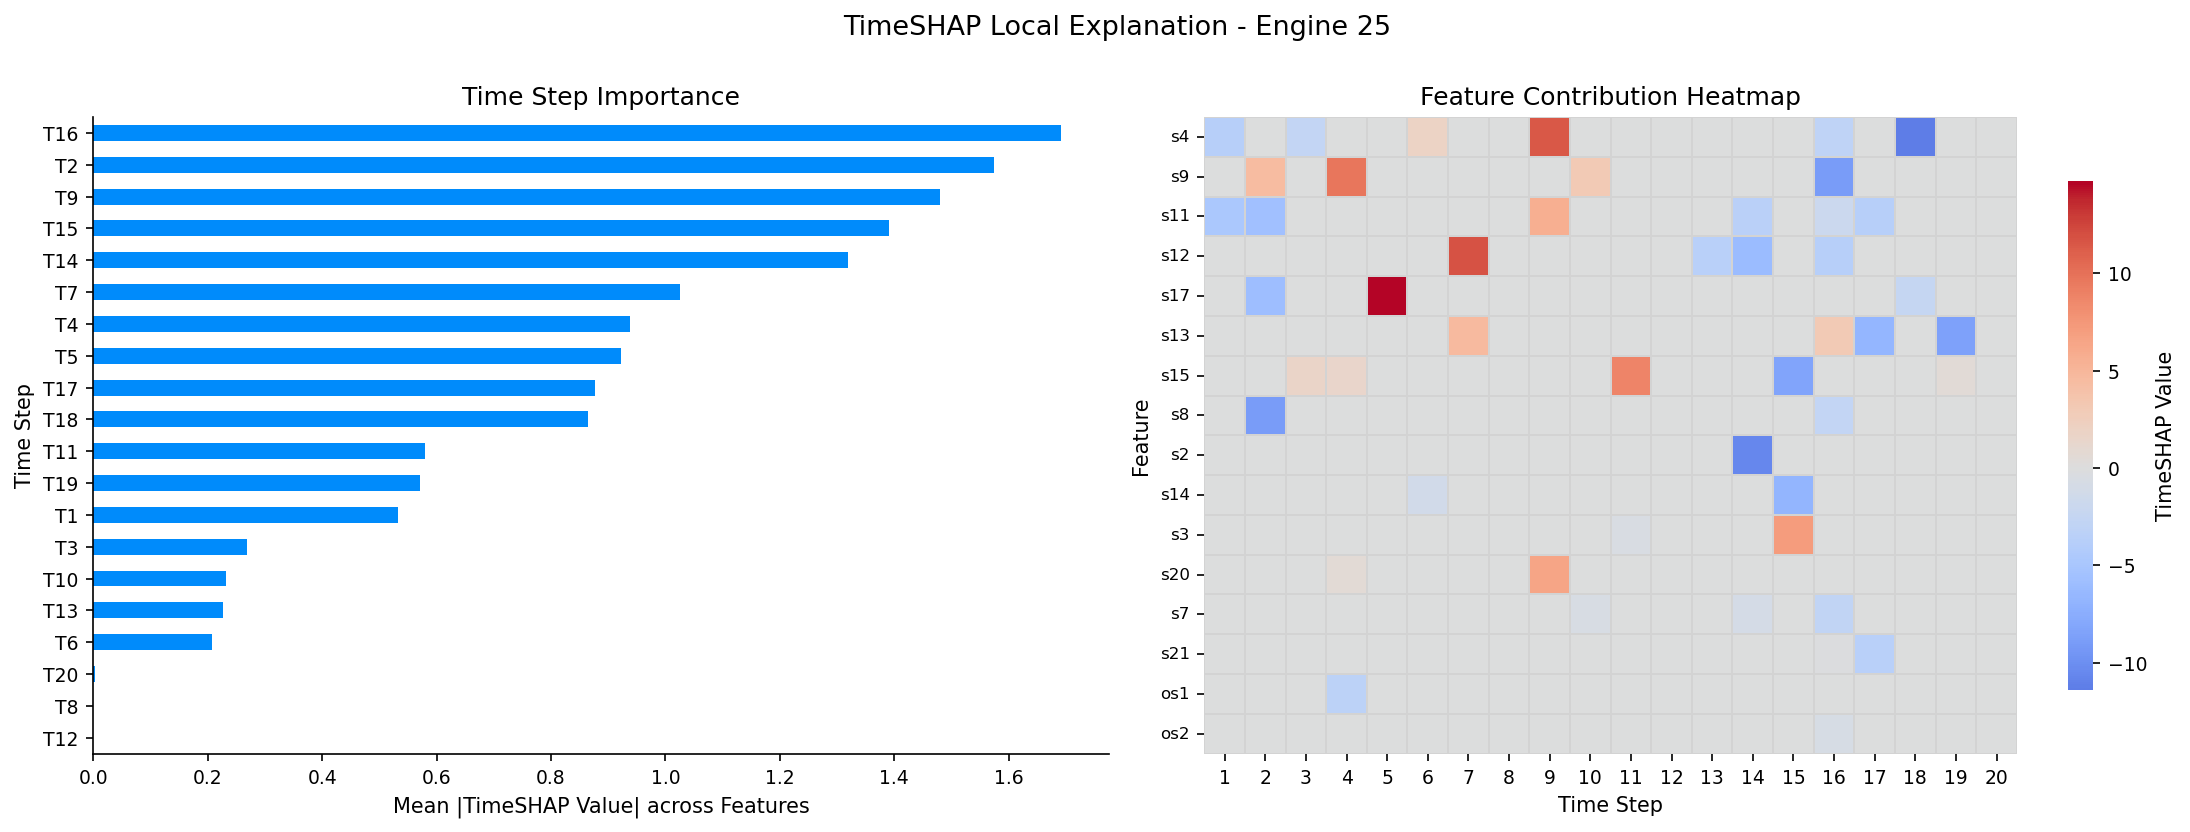 TimeSHAP Local Explanation - Engine 25
Time Step Importance
Time Step
T16
T2
T9
T15
T14
T7
T4
T5
T17
T18
T11
T19
T1
T3
T10
T13
T6
T20
T8
T12
0.0 0.2 0.4 0.6 0.8 1.0 1.2 1.4 1.6
Mean |TimeSHAP Value| across Features
Feature Contribution Heatmap
Feature
s4
s9
s11
s12
s17
s13
s15
s8
s2
s14
s3
s20
s7
s21
os1
os2
1 2 3 4 5 6 7 8 9 10 11 12 13 14 15 16 17 18 19 20
Time Step
10
5
0
−5
−10
TimeSHAP Value